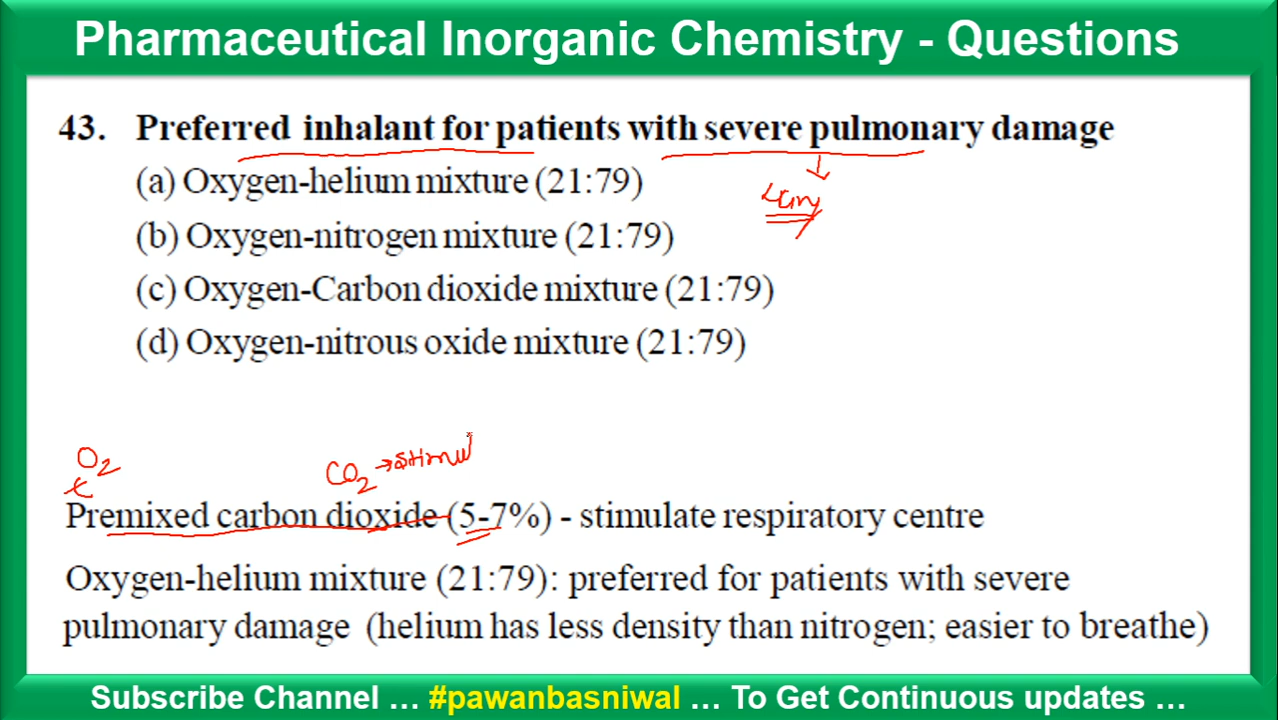 Pharmaceutical Inorganic Chemistry - Questions
43. Preferred inhalant for patients with severe pulmonary damage
(a) Oxygen-helium mixture (21:79)
Lung
(b) Oxygen-nitrogen mixture (21:79)
(c) Oxygen-Carbon dioxide mixture (21:79)
(d) Oxygen-nitrous oxide mixture (21:79)
O2
CO2 → stimul
Premixed carbon dioxide (5-7%) - stimulate respiratory centre
Oxygen-helium mixture (21:79): preferred for patients with severe
pulmonary damage (helium has less density than nitrogen; easier to breathe)
Subscribe Channel … #pawanbasniwal … To Get Continuous updates …